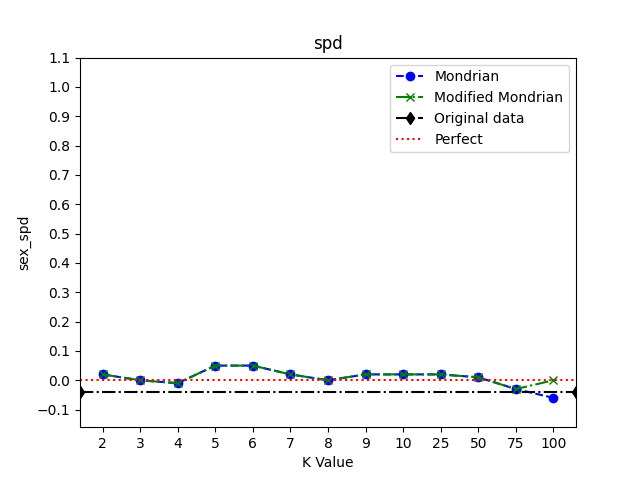 spd
1.1
1.0
0.9
0.8
0.7
0.6
0.5
0.4
0.3
0.2
0.1
0.0
−0.1
sex_spd
Mondrian
Modified Mondrian
Original data
Perfect
2 3 4 5 6 7 8 9 10 25 50 75 100
K Value